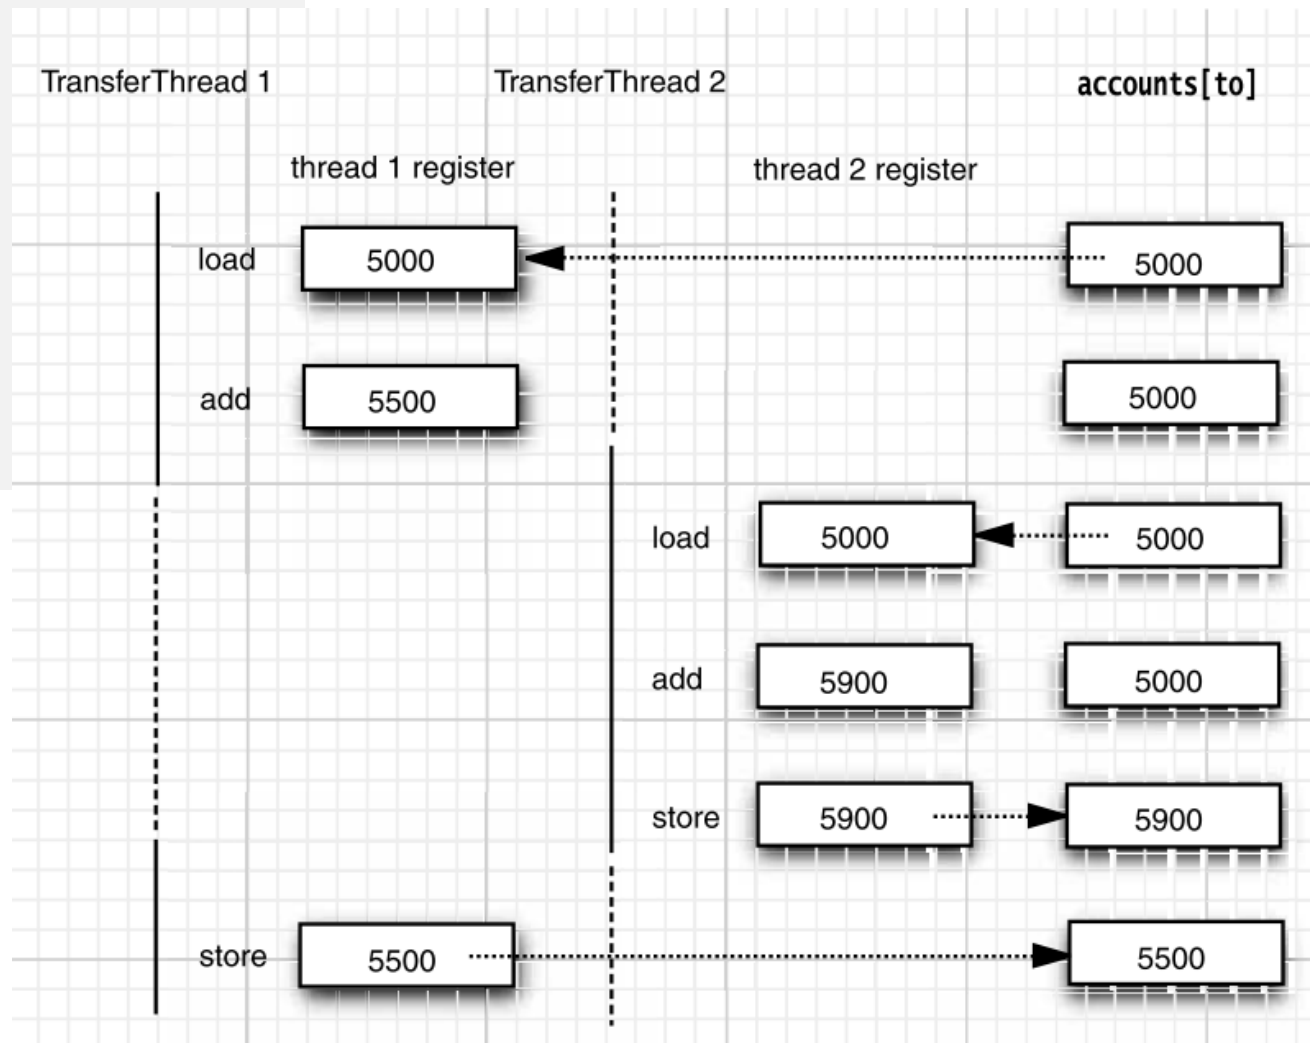 TransferThread 1 TransferThread 2 accounts[to]
thread 1 register thread 2 register
load 5000 5000
add 5500 5000
load 5000 5000
add 5900 5000
store 5900 5900
store 5500 5500